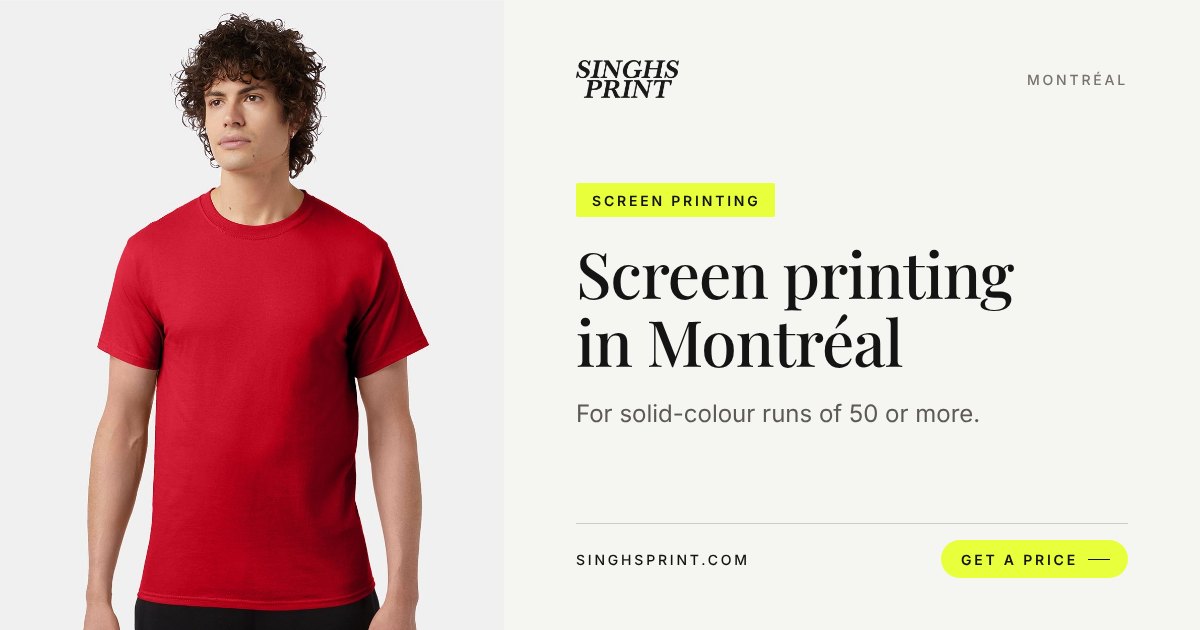 SINGHS
PRINT
MONTRÉAL
SCREEN PRINTING
Screen printing
in Montréal
For solid-colour runs of 50 or more.
SINGHSPRINT.COM
GET A PRICE —